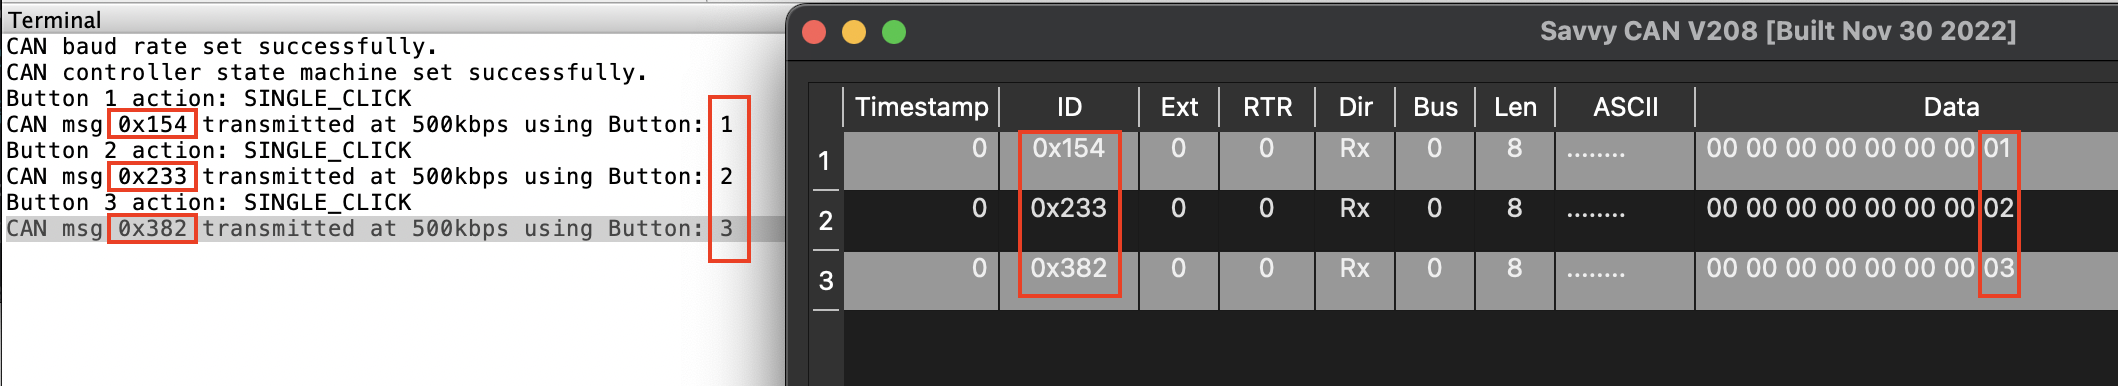 Terminal
CAN baud rate set successfully.
CAN controller state machine set successfully.
Button 1 action: SINGLE_CLICK
CAN msg 0x154 transmitted at 500kbps using Button: 1
Button 2 action: SINGLE_CLICK
CAN msg 0x233 transmitted at 500kbps using Button: 2
Button 3 action: SINGLE_CLICK
CAN msg 0x382 transmitted at 500kbps using Button: 3
Savvy CAN V208 [Built Nov 30 2022]
Timestamp ID Ext RTR Dir Bus Len ASCII Data
1 0 0x154 0 0 Rx 0 8 ........ 00 00 00 00 00 00 00 01
2 0 0x233 0 0 Rx 0 8 ........ 00 00 00 00 00 00 00 02
3 0 0x382 0 0 Rx 0 8 ........ 00 00 00 00 00 00 00 03